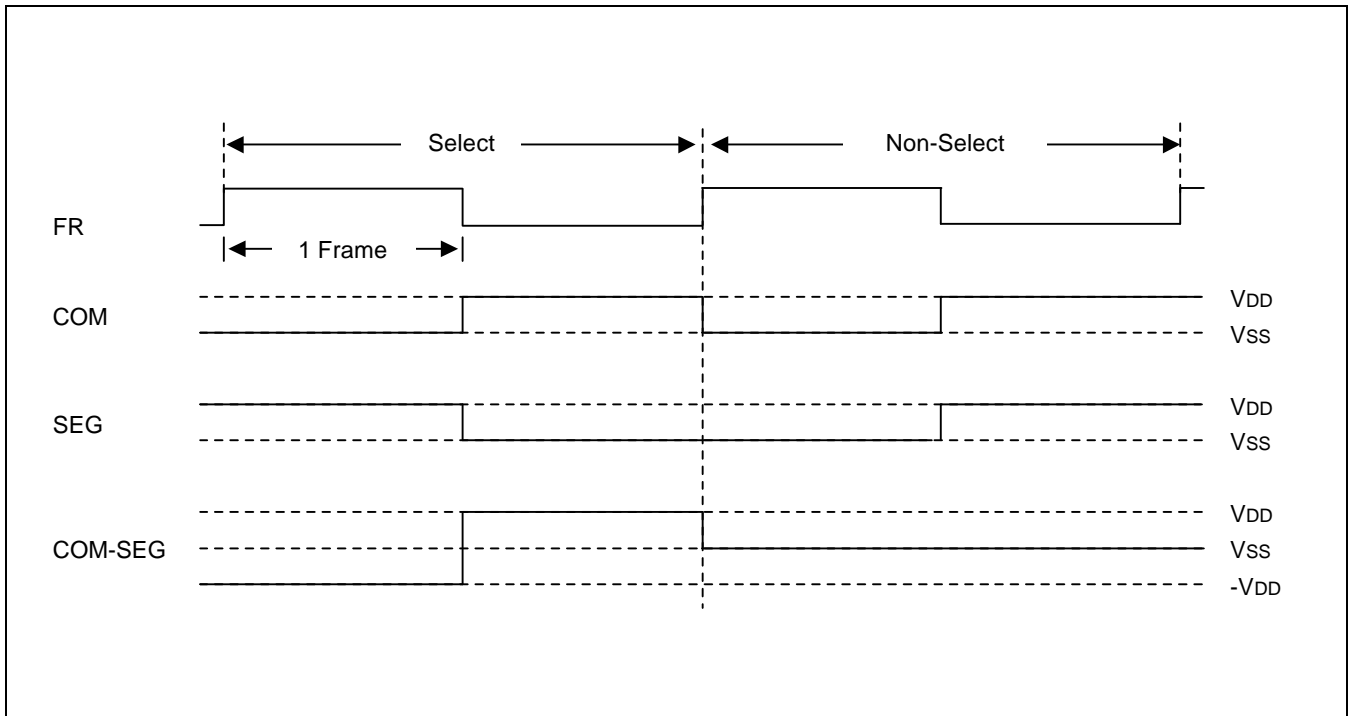 Select
Non-Select
FR
1 Frame
COM
VDD
VSS
SEG
VDD
VSS
COM-SEG
VDD
VSS
-VDD